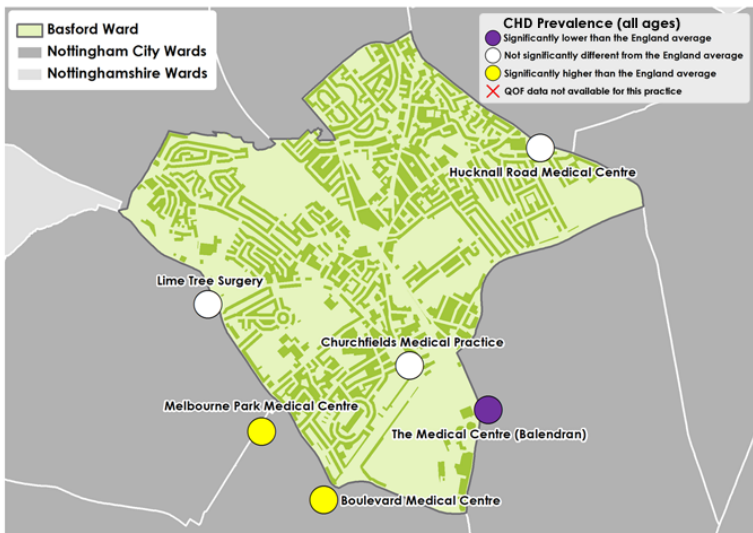 Basford Ward
Nottingham City Wards
Nottinghamshire Wards
CHD Prevalence (all ages)
Significantly lower than the England average
Not significantly different from the England average
Significantly higher than the England average
QOF data not available for this practice
Hucknall Road Medical Centre
Lime Tree Surgery
Churchfields Medical Practice
Melbourne Park Medical Centre
The Medical Centre (Balendran)
Boulevard Medical Centre